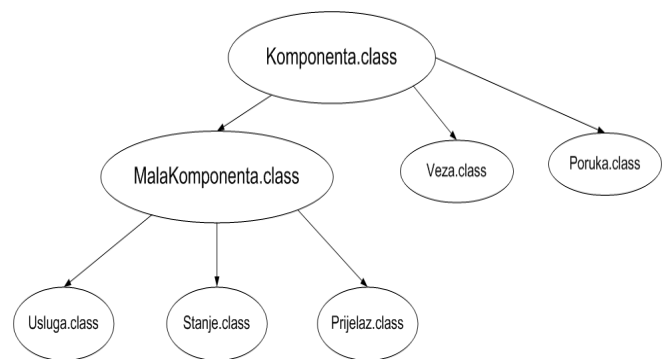 Komponenta.class
MalaKomponenta.class
Veza.class
Poruka.class
Usluga.class
Stanje.class
Prijelaz.class